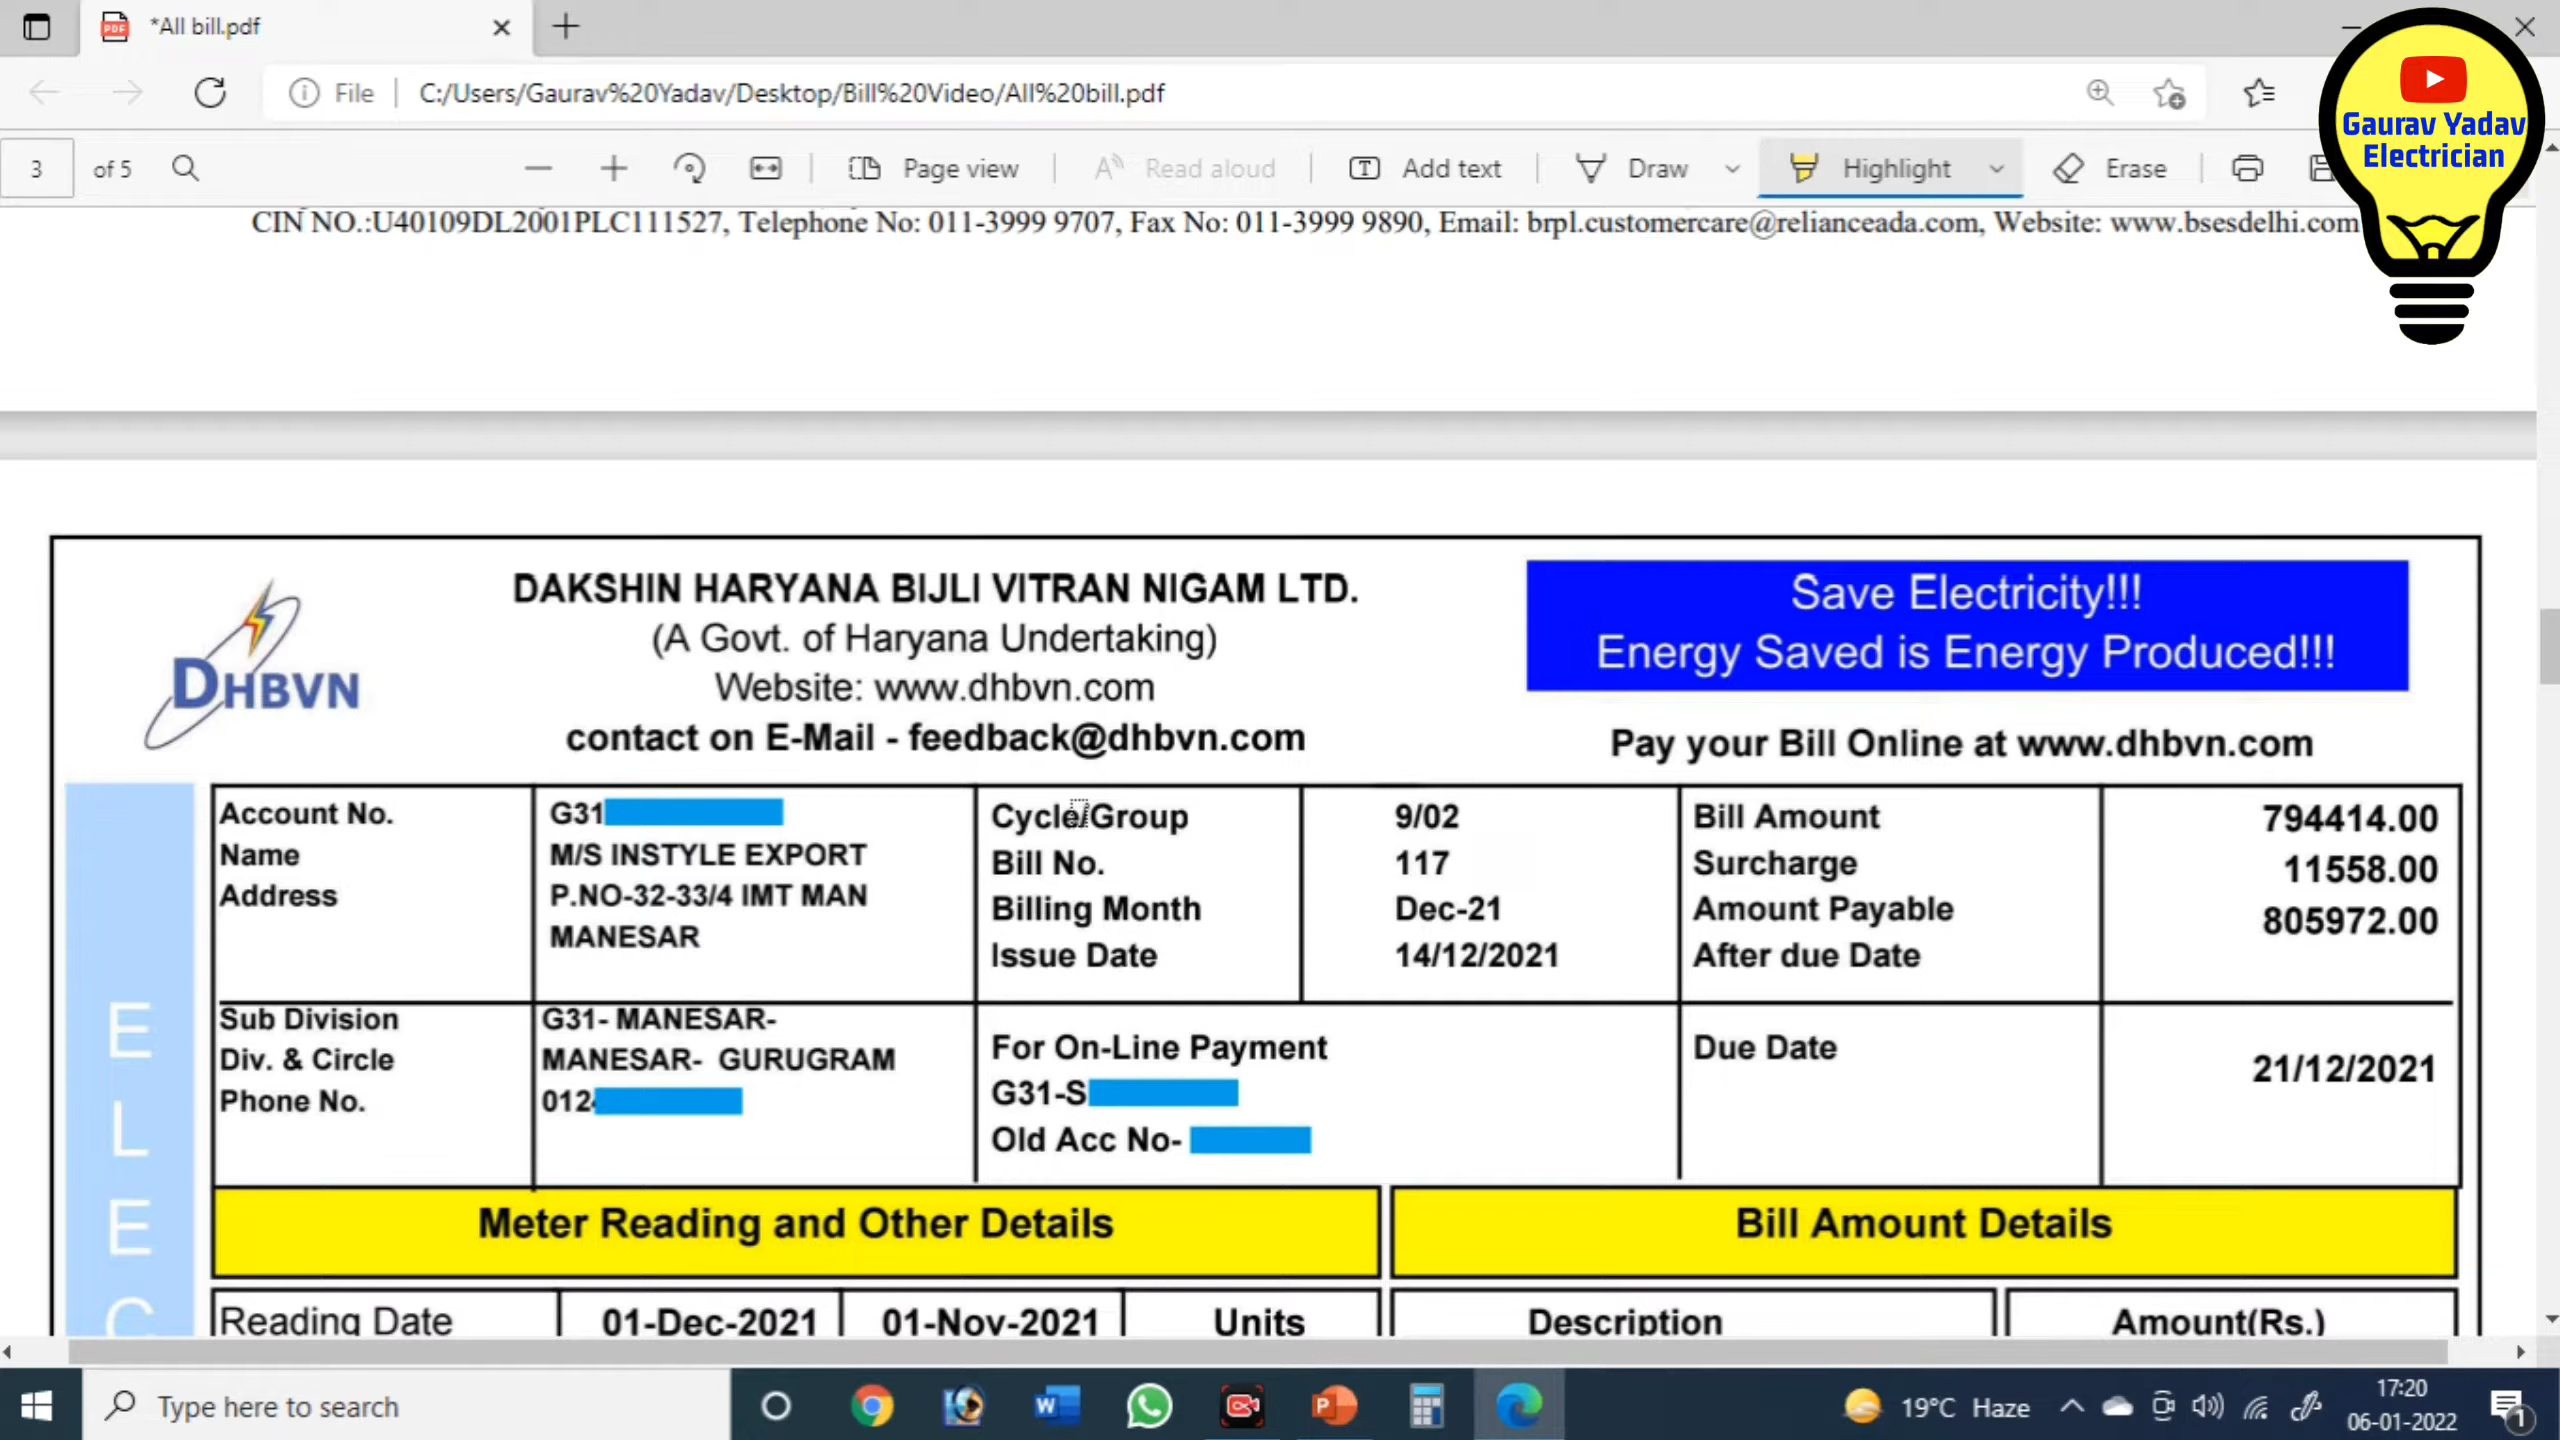 *All bill.pdf
File
C:/Users/Gaurav%20Yadav/Desktop/Bill%20Video/All%20bill.pdf
3 of 5
Page view
Read aloud
Add text
Draw
Highlight
Erase
Gaurav Yadav
Electrician
CIN NO.:U40109DL2001PLC111527, Telephone No: 011-3999 9707, Fax No: 011-3999 9890, Email: brpl.customercare@relianceada.com, Website: www.bsesdelhi.com
DHBVN
DAKSHIN HARYANA BIJLI VITRAN NIGAM LTD.
(A Govt. of Haryana Undertaking)
Website: www.dhbvn.com
contact on E-Mail - feedback@dhbvn.com
Save Electricity!!!
Energy Saved is Energy Produced!!!
Pay your Bill Online at www.dhbvn.com
E
L
E
C
Account No. G31
Name M/S INSTYLE EXPORT
Address P.NO-32-33/4 IMT MAN
MANESAR
Cycle/Group 9/02
Bill No. 117
Billing Month Dec-21
Issue Date 14/12/2021
Bill Amount 794414.00
Surcharge 11558.00
Amount Payable 805972.00
After due Date
Sub Division G31- MANESAR-
Div. & Circle MANESAR- GURUGRAM
Phone No. 012
For On-Line Payment
G31-S
Old Acc No-
Due Date 21/12/2021
Meter Reading and Other Details
Bill Amount Details
Reading Date 01-Dec-2021 01-Nov-2021 Units
Description Amount(Rs.)
Type here to search
19°C Haze
17:20
06-01-2022
1